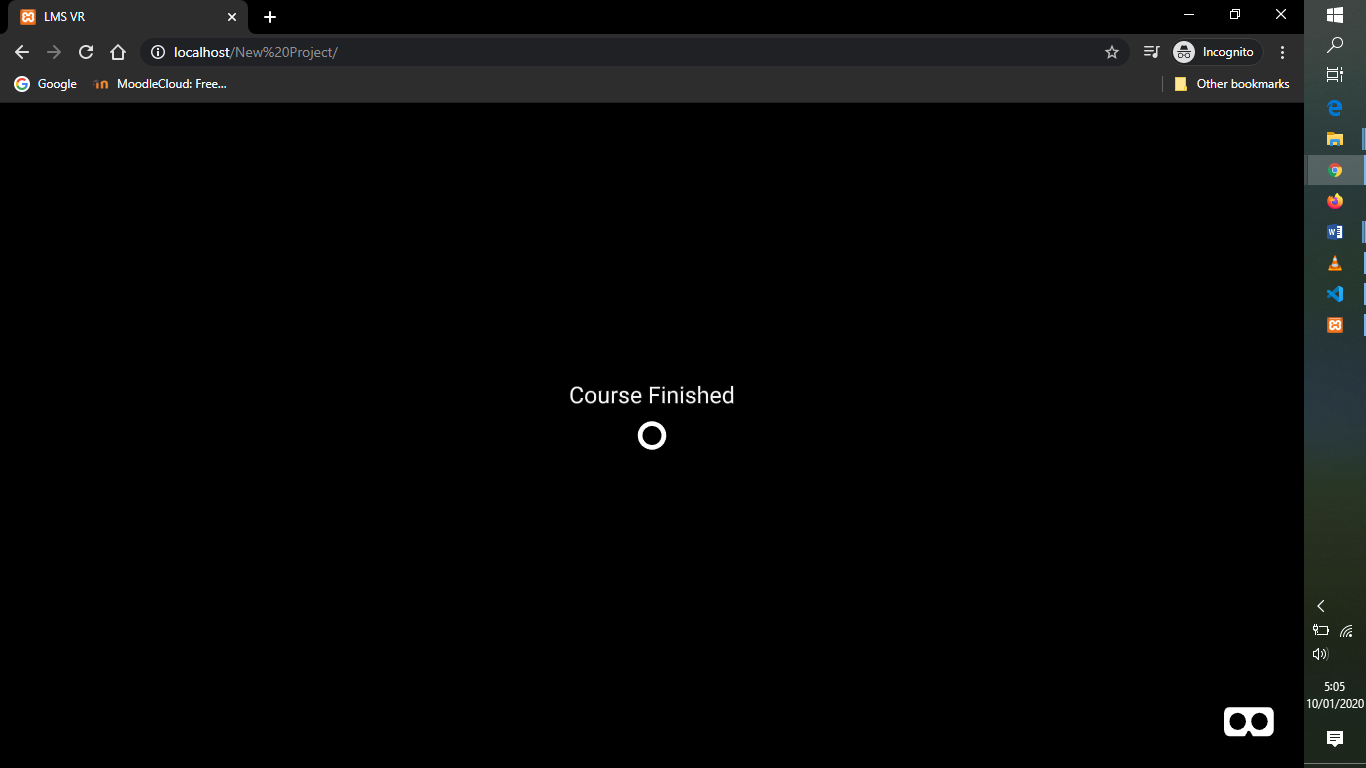 LMS VR
localhost/New%20Project/
Incognito
Google
MoodleCloud: Free...
Other bookmarks
Course Finished
5:05
10/01/2020